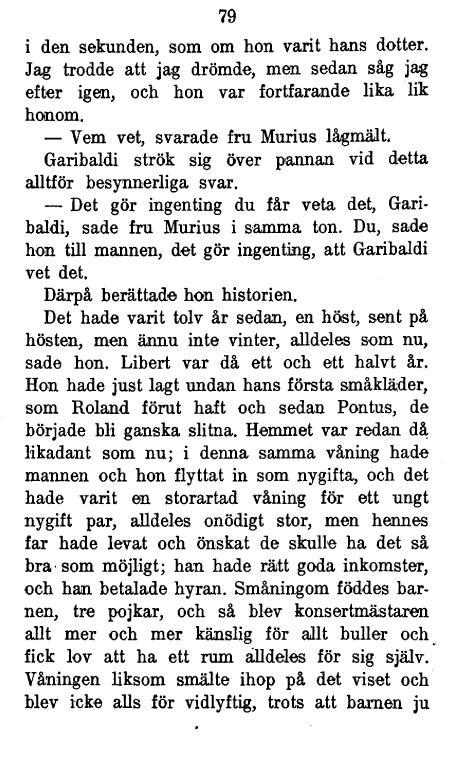 79
i den sekunden, som om hon varit hans dotter.
Jag trodde att jag drömde, men sedan såg jag
efter igen, och hon var fortfarande lika lik
honom.
— Vem vet, svarade fru Murius lågmält.
Garibaldi strök sig över pannan vid detta
alltför besynnerliga svar.
— Det gör ingenting du får veta det, Gari-
baldi, sade fru Murius i samma ton. Du, sade
hon till mannen, det gör ingenting, att Garibaldi
vet det.
Därpå berättade hon historien.
Det hade varit tolv år sedan, en höst, sent på
hösten, men ännu inte vinter, alldeles som nu,
sade hon. Libert var då ett och ett halvt år.
Hon hade just lagt undan hans första småkläder,
som Roland förut haft och sedan Pontus, de
började bli ganska slitna. Hemmet var redan då
likadant som nu; i denna samma våning hade
mannen och hon flyttat in som nygifta, och det
hade varit en storartad våning för ett ungt
nygift par, alldeles onödigt stor, men hennes
far hade levat och önskat de skulle ha det så
bra som möjligt; han hade rätt goda inkomster,
och han betalade hyran. Småningom föddes bar-
nen, tre pojkar, och så blev konsertmästaren
allt mer och mer känslig för allt buller och
fick lov att ha ett rum alldeles för sig själv.
Våningen liksom smälte ihop på det viset och
blev icke alls för vidlyftig, trots att barnen ju